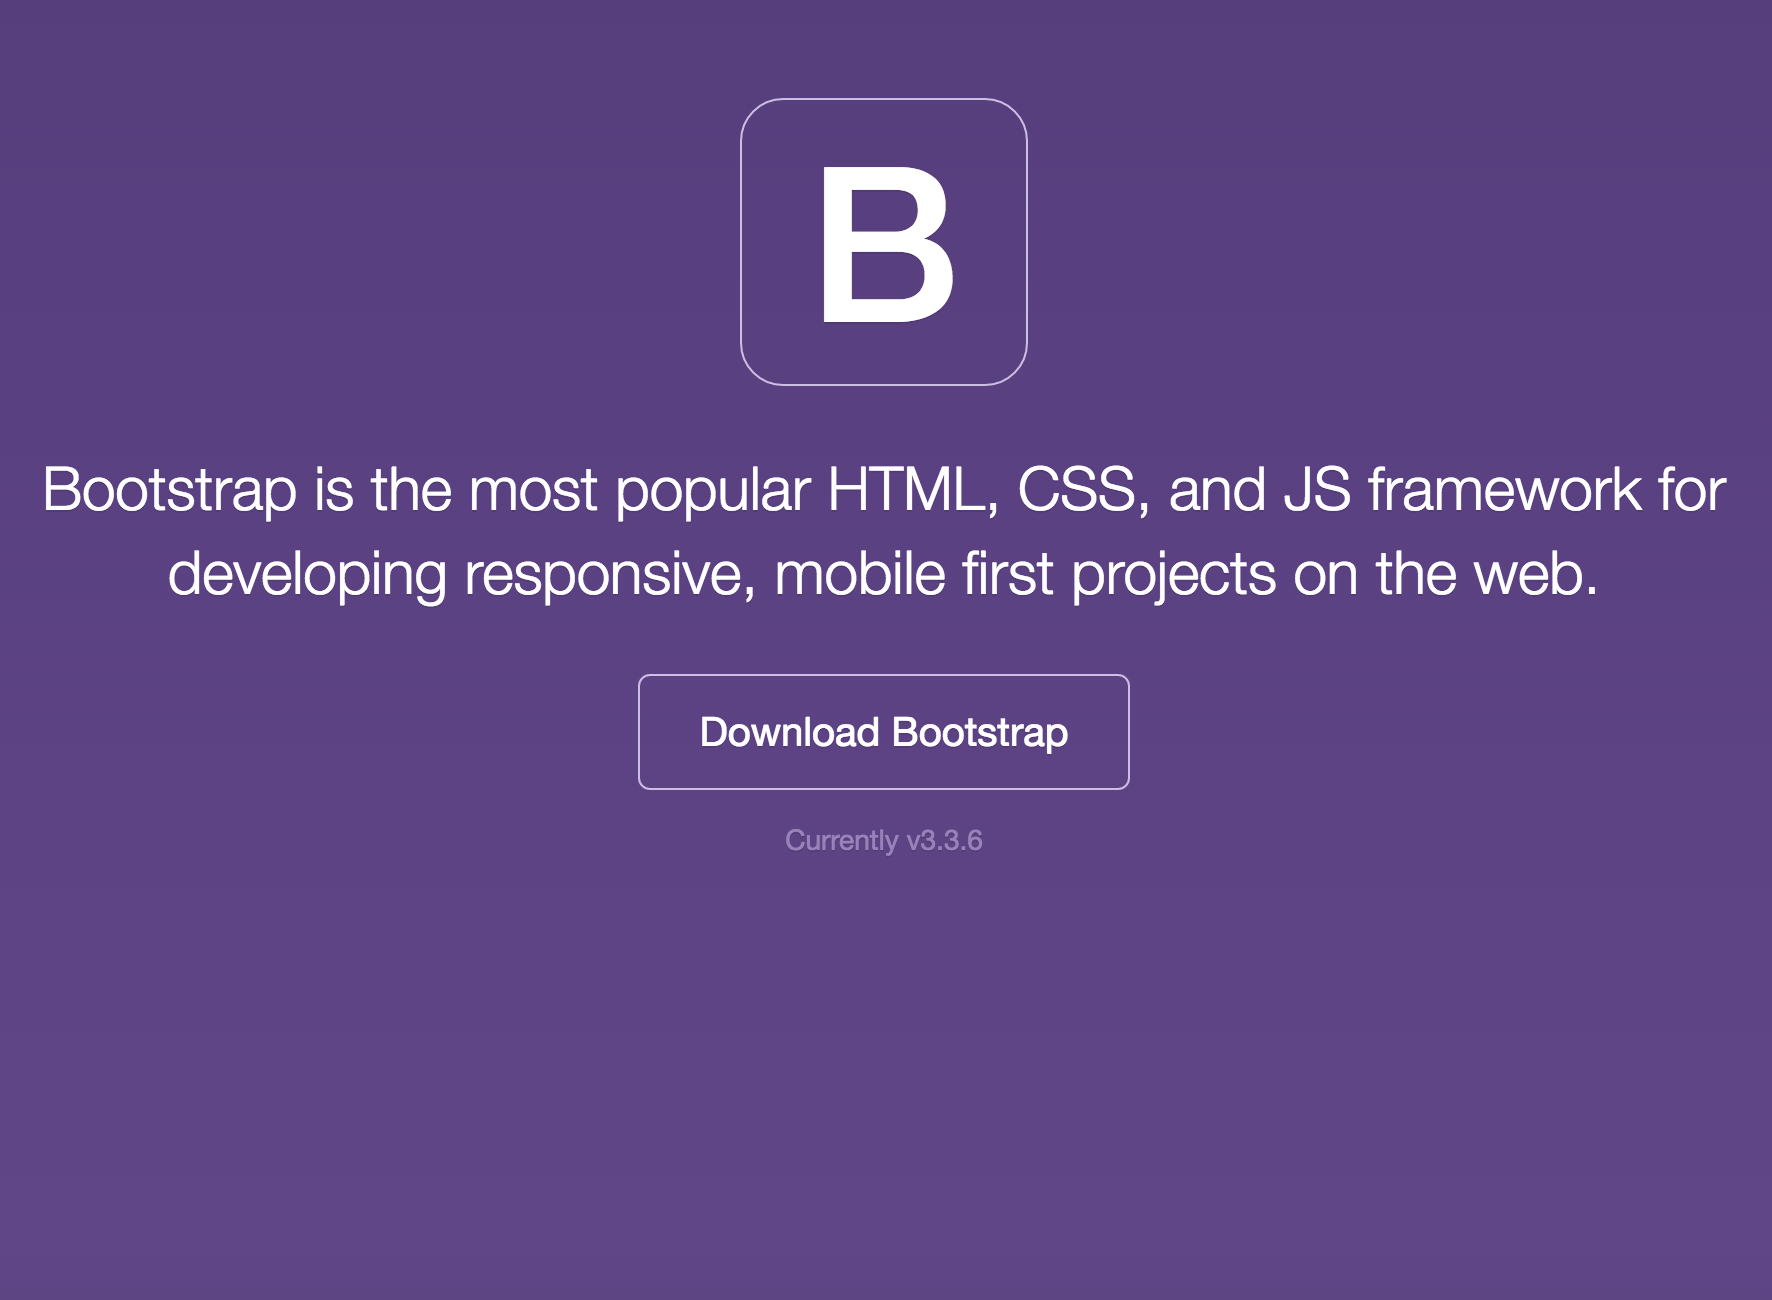 B
Bootstrap is the most popular HTML, CSS, and JS framework for
developing responsive, mobile first projects on the web.
Download Bootstrap
Currently v3.3.6